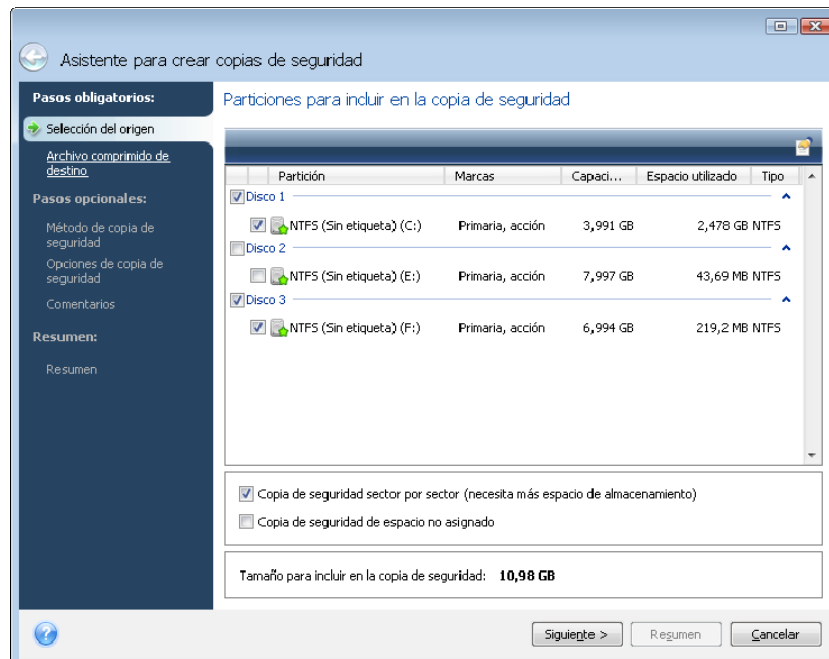 Asistente para crear copias de seguridad
Pasos obligatorios:
Selección del origen
Archivo comprimido de
destino
Pasos opcionales:
Método de copia de
seguridad
Opciones de copia de
seguridad
Comentarios
Resumen:
Resumen
Particiones para incluir en la copia de seguridad
Partición Marcas Capaci... Espacio utilizado Tipo
Disco 1
NTFS (Sin etiqueta) (C:) Primaria, acción 3,991 GB 2,478 GB NTFS
Disco 2
NTFS (Sin etiqueta) (E:) Primaria, acción 7,997 GB 43,69 MB NTFS
Disco 3
NTFS (Sin etiqueta) (F:) Primaria, acción 6,994 GB 219,2 MB NTFS
Copia de seguridad sector por sector (necesita más espacio de almacenamiento)
Copia de seguridad de espacio no asignado
Tamaño para incluir en la copia de seguridad: 10,98 GB
Siguiente > Resumen Cancelar